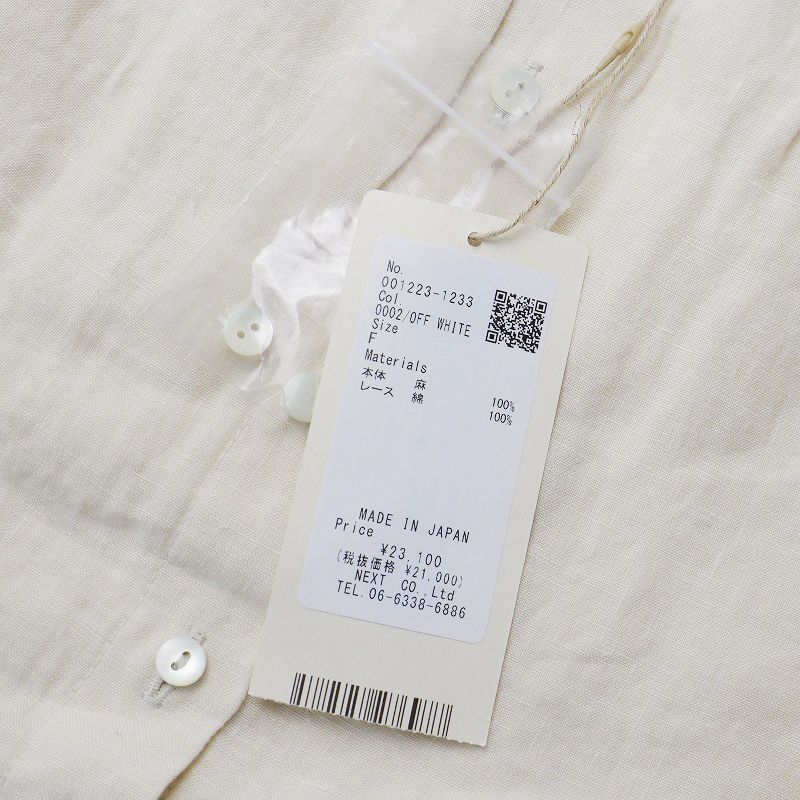 No.
001223-1233
Col.
0002/OFF WHITE
Size
F
Materials
本体 麻 100%
レース 綿 100%
MADE IN JAPAN
Price
¥23,100
(税抜価格 ¥21,000)
NEXT CO.,Ltd
TEL.06-6338-6886